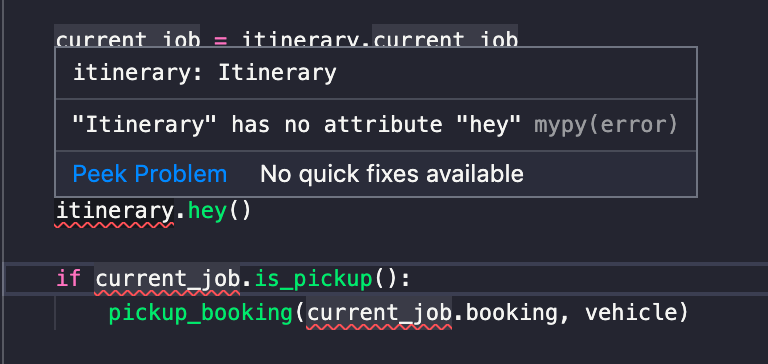 current_job = itinerary.current_job
itinerary: Itinerary
"Itinerary" has no attribute "hey" mypy(error)
Peek Problem No quick fixes available
itinerary.hey()
if current_job.is_pickup():
pickup_booking(current_job.booking, vehicle)